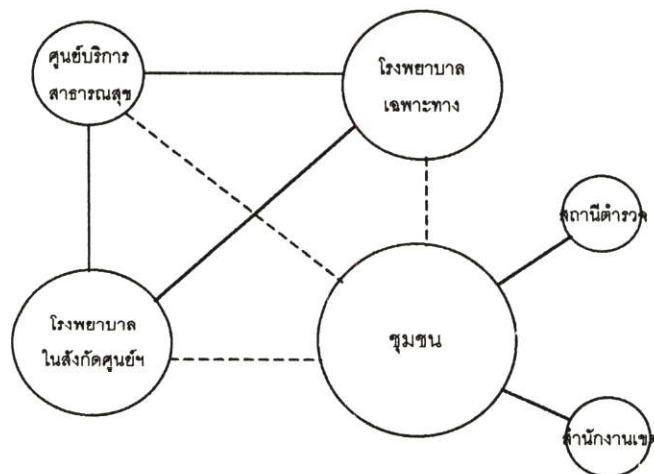 ศูนย์บริการ
สาธารณสุข
โรงพยาบาล
เฉพาะทาง
สถานีตำรวจ
โรงพยาบาล
ในสังกัดศูนย์ฯ
ชุมชน
สำนักงานเขต